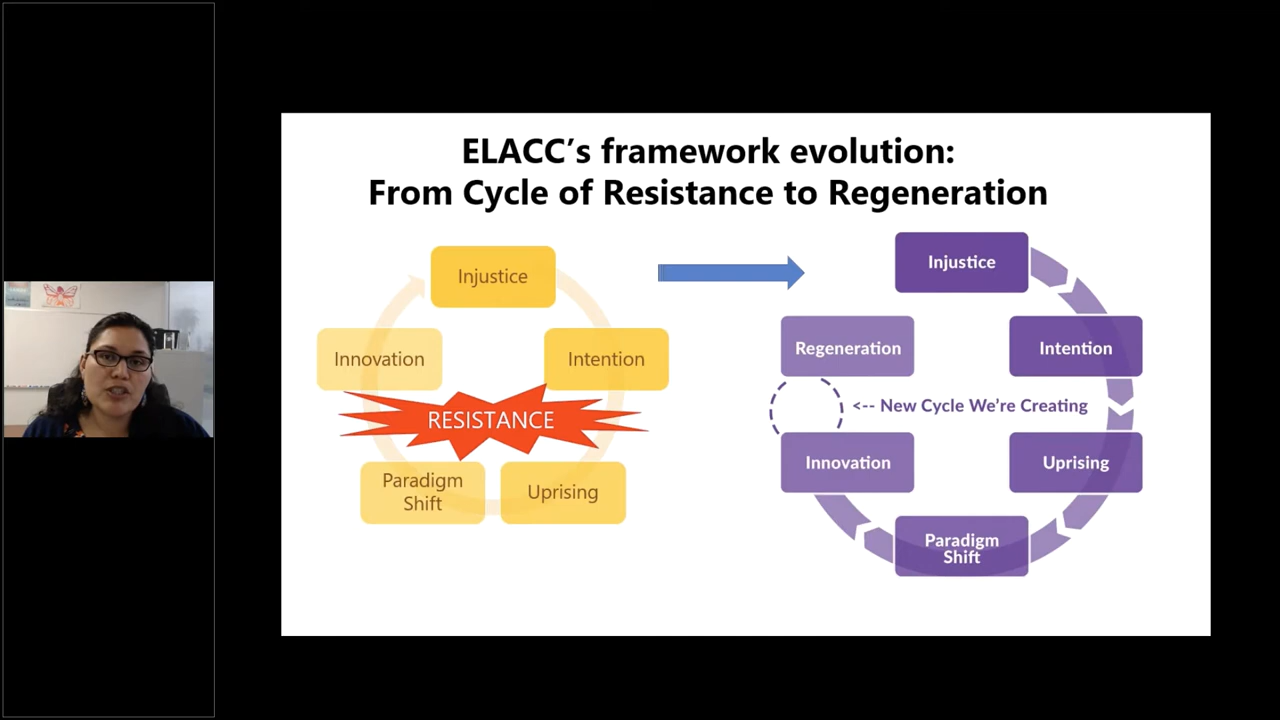 ELACC’s framework evolution:
From Cycle of Resistance to Regeneration
Injustice
Innovation
Intention
RESISTANCE
Paradigm
Shift
Uprising
Injustice
Regeneration
Intention
<-- New Cycle We’re Creating
Innovation
Uprising
Paradigm
Shift